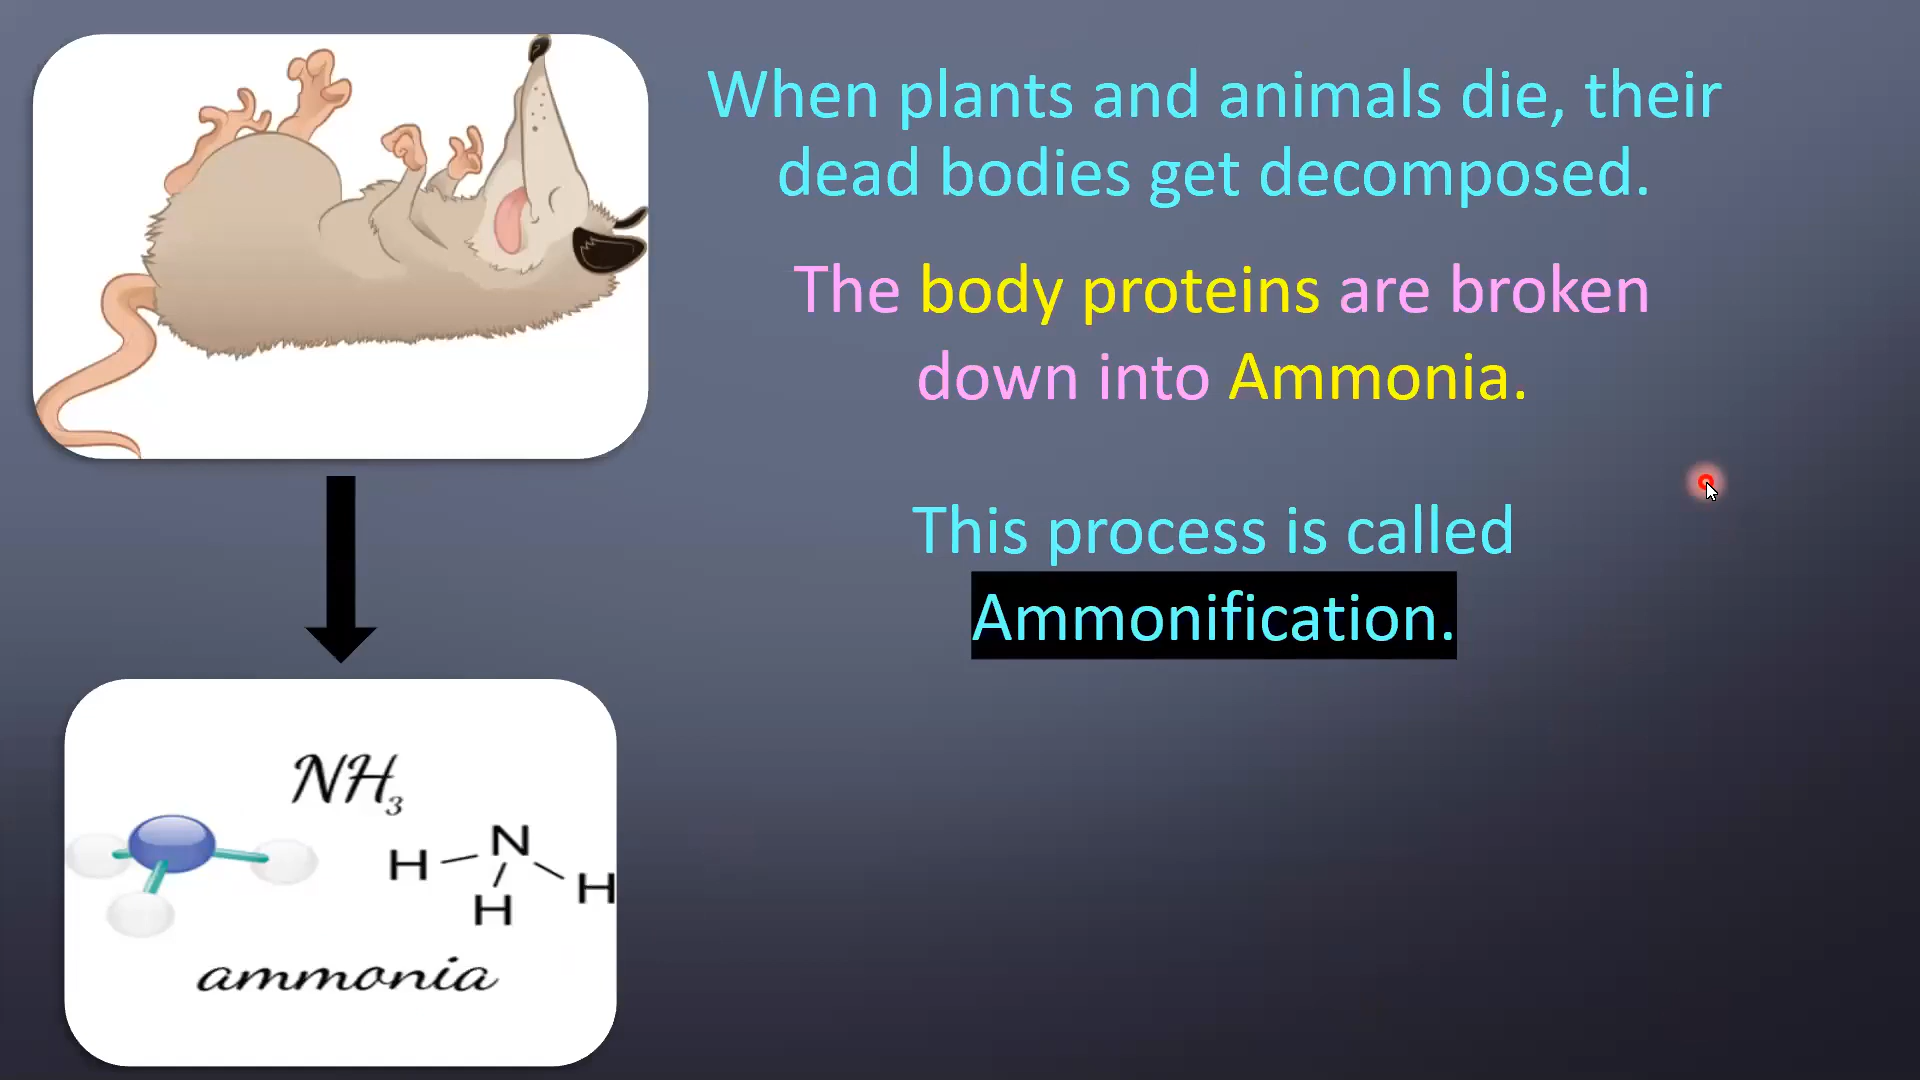 When plants and animals die, their
dead bodies get decomposed.
The body proteins are broken
down into Ammonia.
This process is called
Ammonification.
NH₃
N
H
H
H
ammonia